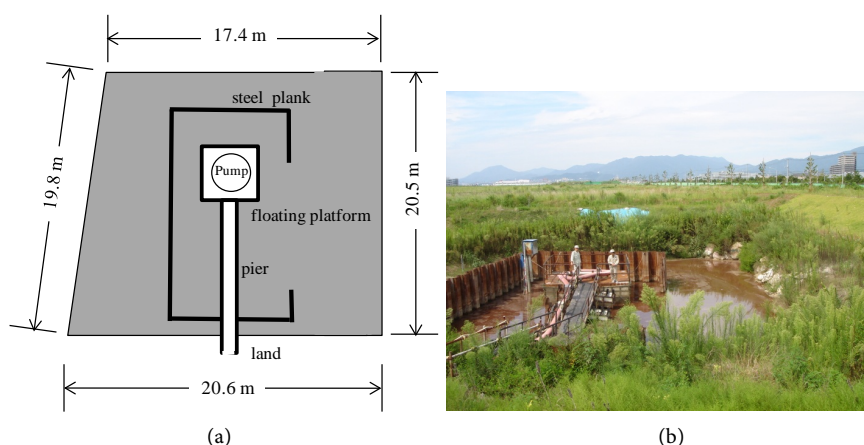 17.4 m
steel plank
Pump
19.8 m
20.5 m
floating platform
pier
land
20.6 m
(a)
(b)